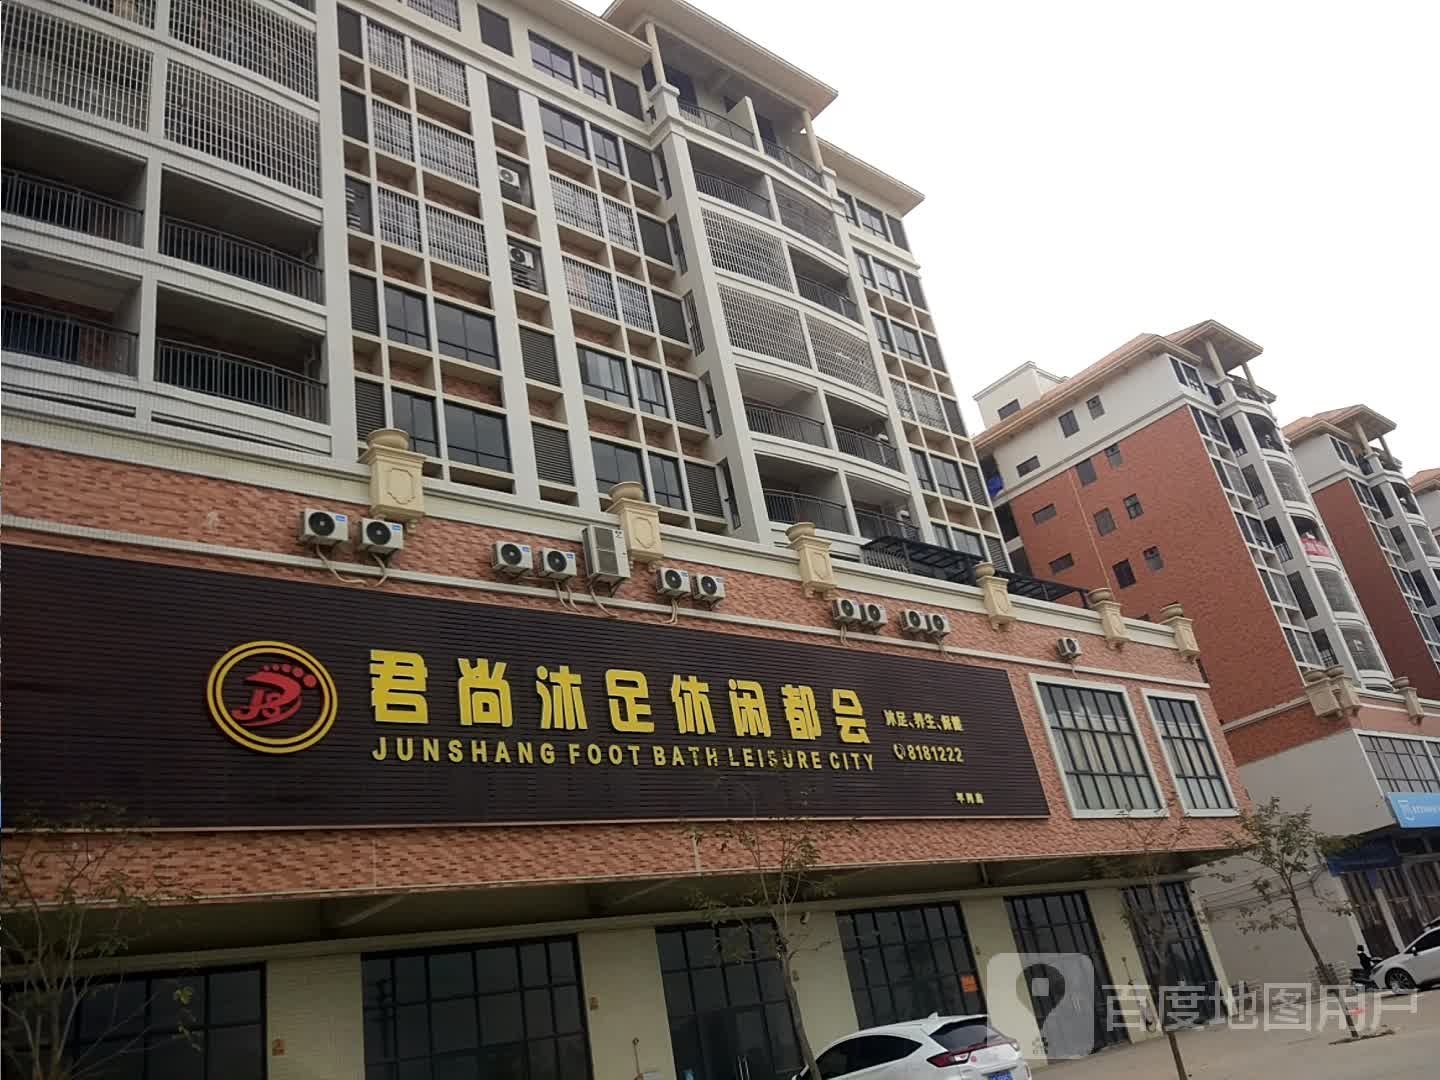 君尚沐足休闲都会
JUNSHANG FOOT BATH LEISURE CITY
沐足、养生、保健
8181222
JS
百度地图用户